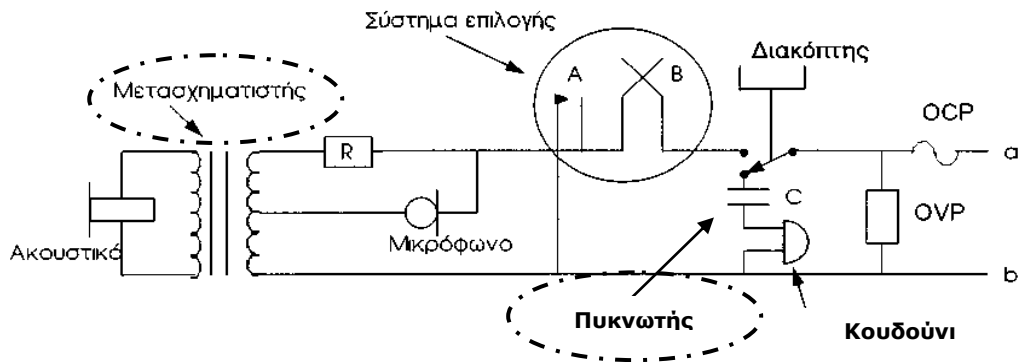 Σύστημα επιλογής
Διακόπτης
Μετασχηματιστής
A
B
OCP
R
a
C
OVP
Μικρόφωνο
Ακουστικά
b
Πυκνωτής
Κουδούνι